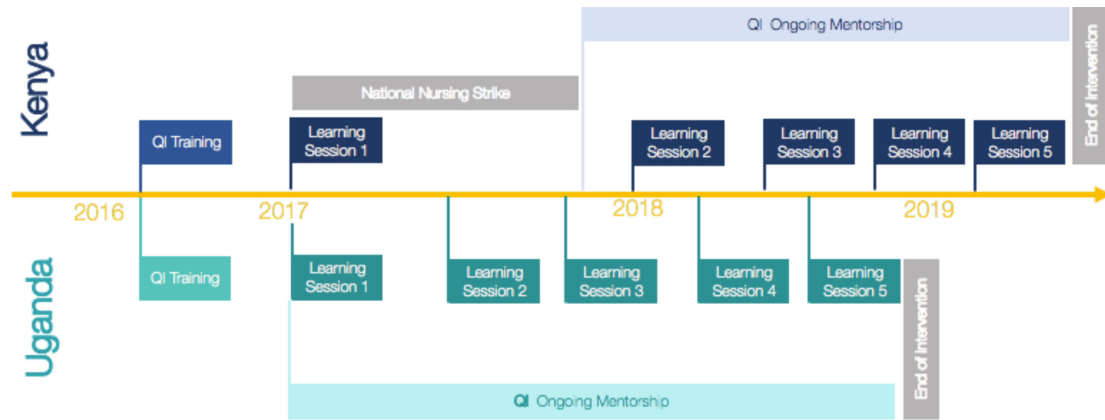 Kenya
QI Ongoing Mentorship
End of Intervention
National Nursing Strike
QI Training
Learning
Session 1
Learning
Session 2
Learning
Session 3
Learning
Session 4
Learning
Session 5
2016
2017
2018
2019
Uganda
QI Training
Learning
Session 1
Learning
Session 2
Learning
Session 3
Learning
Session 4
Learning
Session 5
End of Intervention
QI Ongoing Mentorship